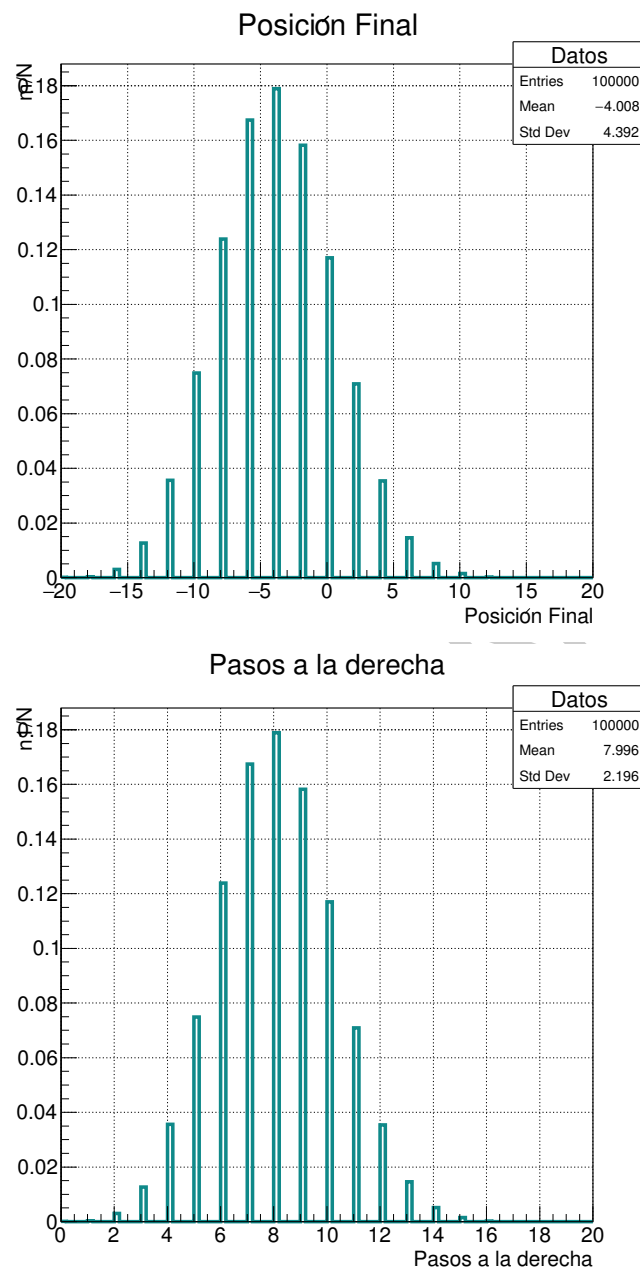 Posición Final
Datos
Entries 100000
Mean −4.008
Std Dev 4.392
m/N
0.18
0.16
0.14
0.12
0.1
0.08
0.06
0.04
0.02
0
−20 −15 −10 −5 0 5 10 15 20
Posición Final
Pasos a la derecha
Datos
Entries 100000
Mean 7.996
Std Dev 2.196
0.18
0.16
0.14
0.12
0.1
0.08
0.06
0.04
0.02
0
0 2 4 6 8 10 12 14 16 18 20
Pasos a la derecha